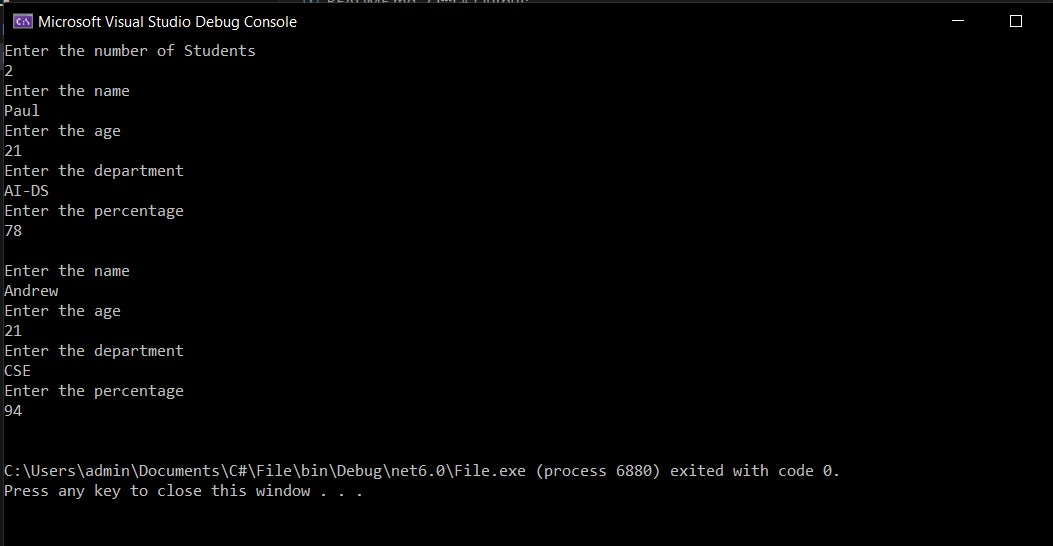 Microsoft Visual Studio Debug Console
Enter the number of Students
2
Enter the name
Paul
Enter the age
21
Enter the department
AI-DS
Enter the percentage
78
Enter the name
Andrew
Enter the age
21
Enter the department
CSE
Enter the percentage
94
C:\Users\admin\Documents\C#\File\bin\Debug\net6.0\File.exe (process 6880) exited with code 0.
Press any key to close this window . . .